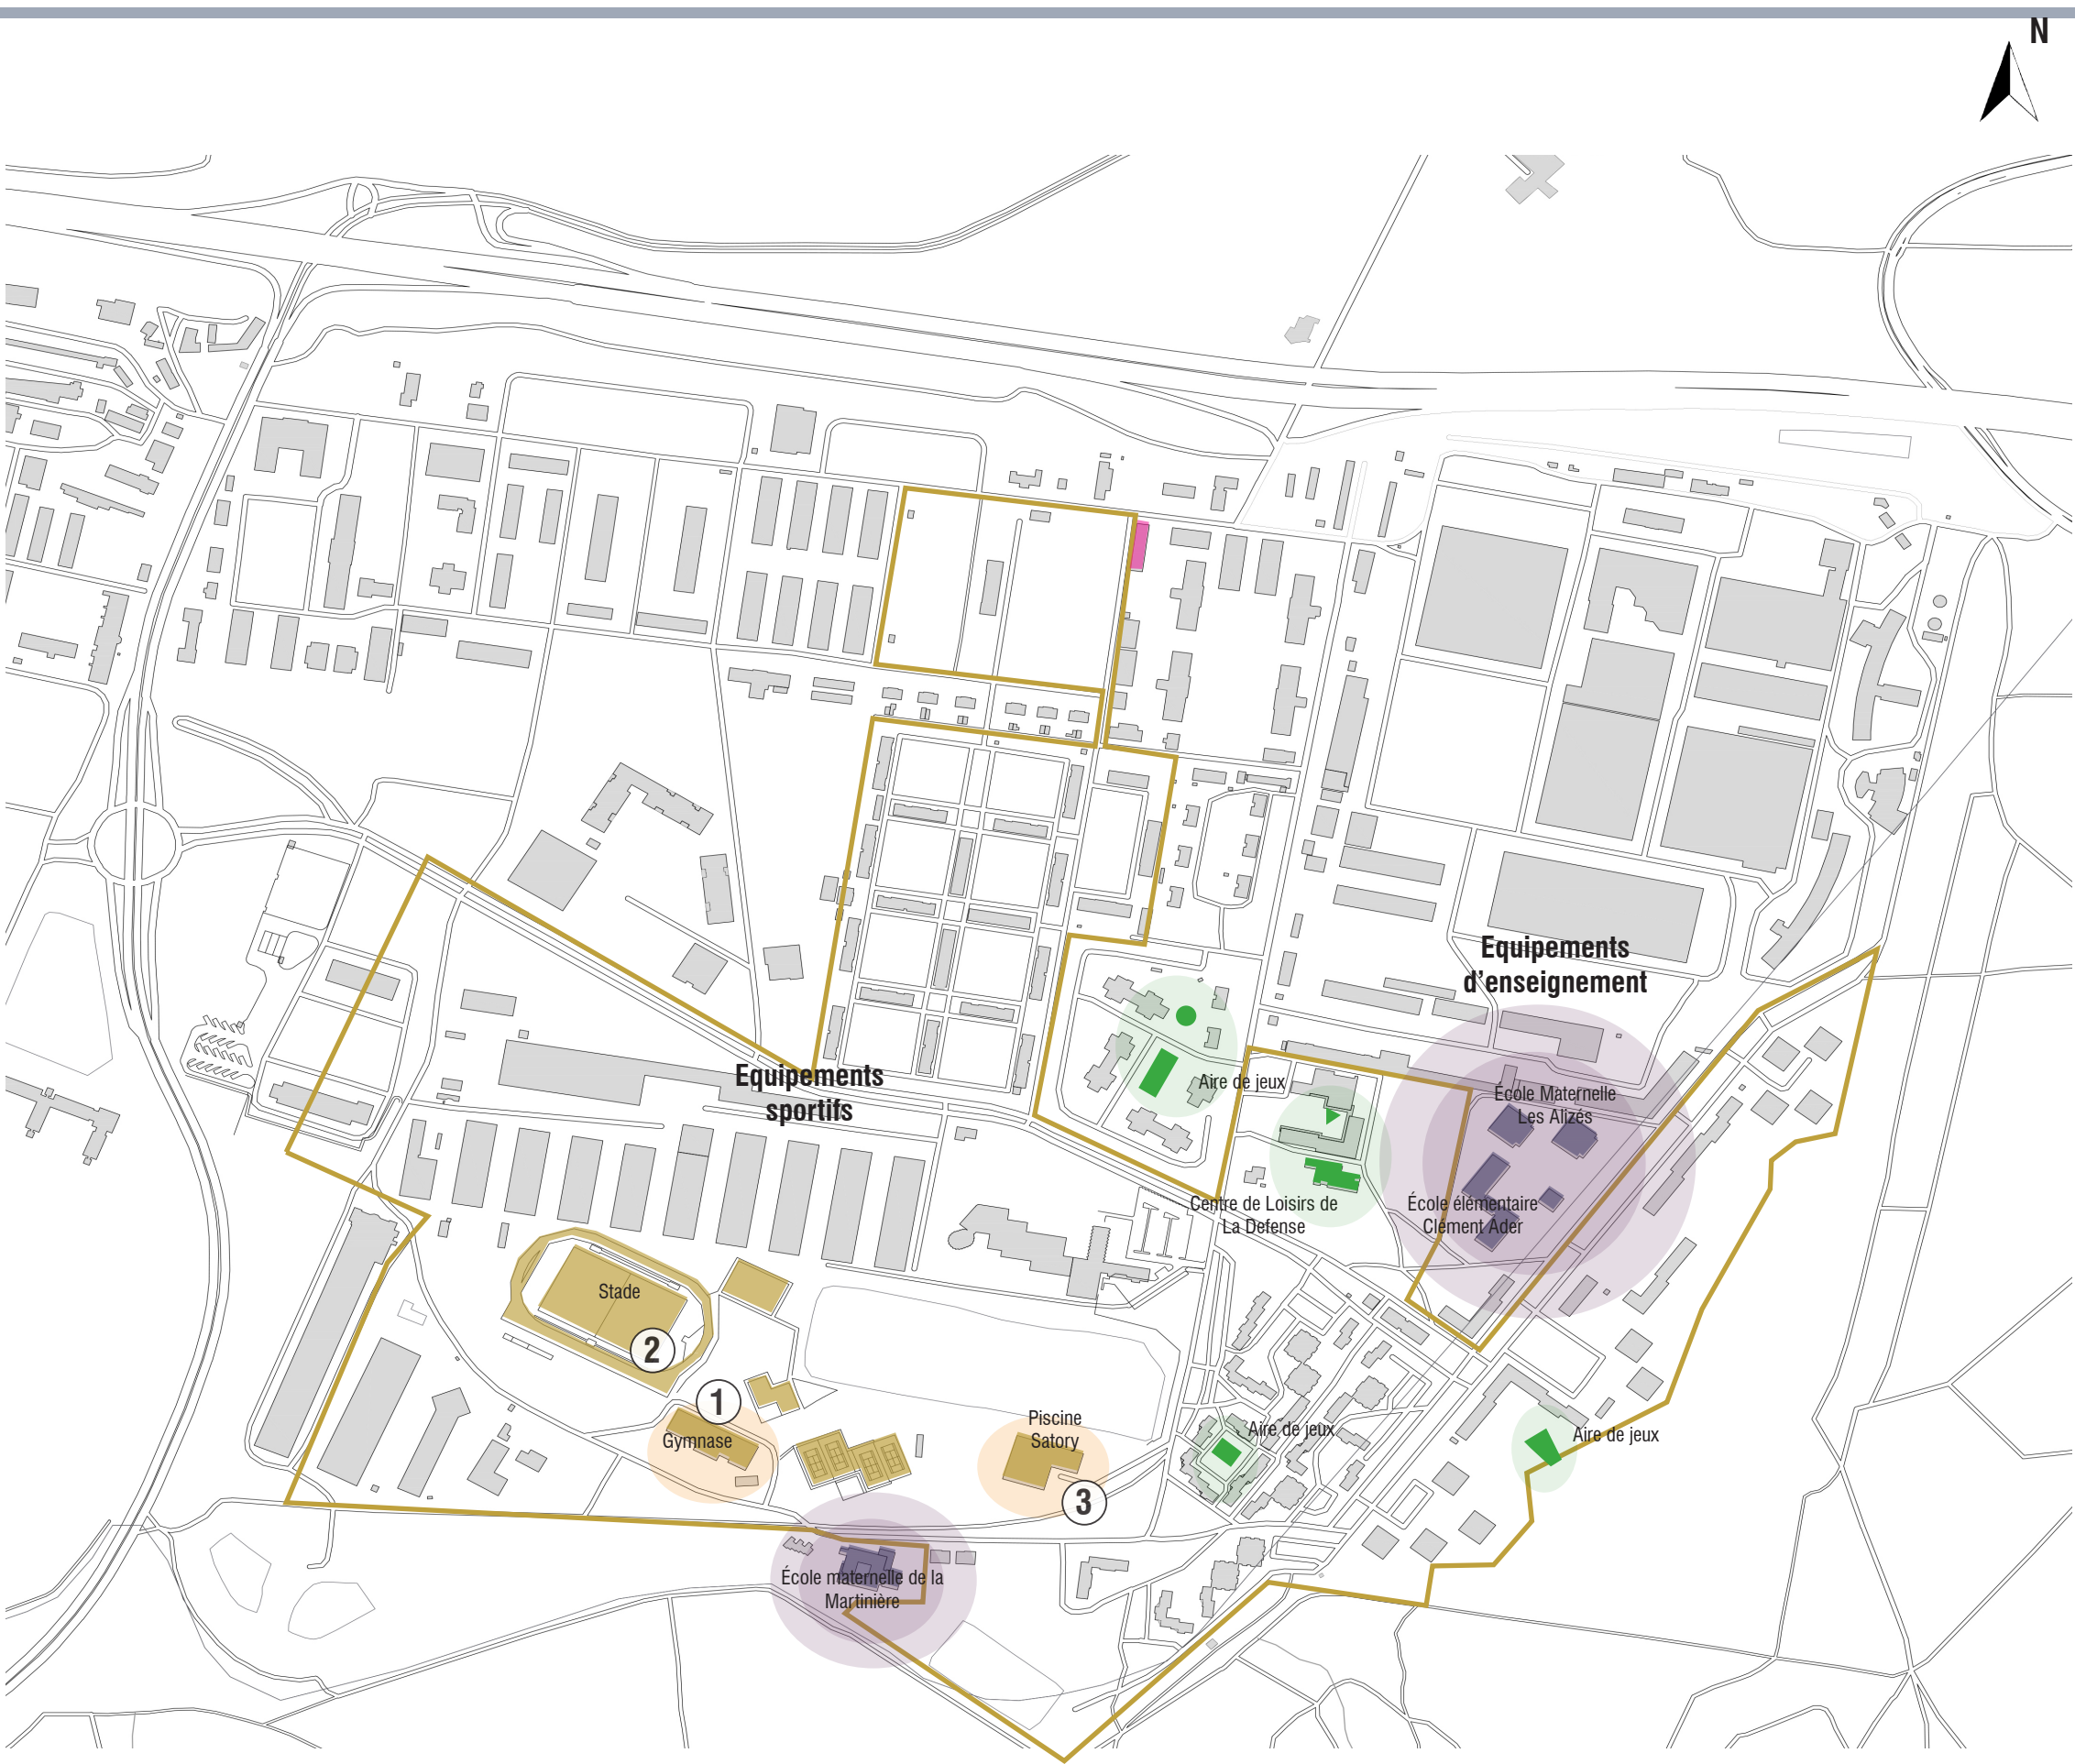 N
Equipements
d'enseignement
Equipements
sportifs
Aire de jeux
École Maternelle
Les Alizés
Centre de Loisirs de
La Defense
École élémentaire
Clément Ader
Stade
2
1
Gymnase
Piscine
Satory
3
Aire de jeux
Aire de jeux
École maternelle de la
Martinière